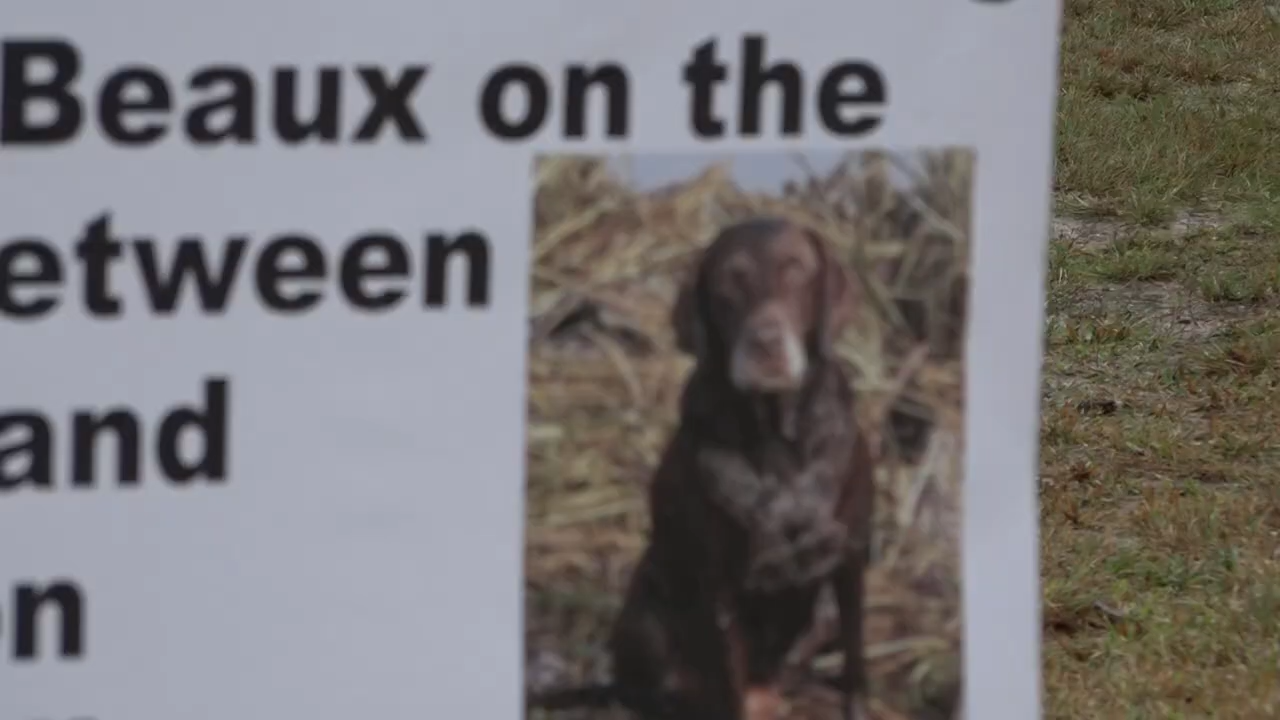 Beaux on the
etween
and
n